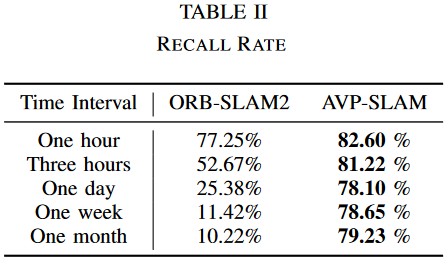 TABLE II
RECALL RATE
Time Interval ORB-SLAM2 AVP-SLAM
One hour 77.25% 82.60 %
Three hours 52.67% 81.22 %
One day 25.38% 78.10 %
One week 11.42% 78.65 %
One month 10.22% 79.23 %